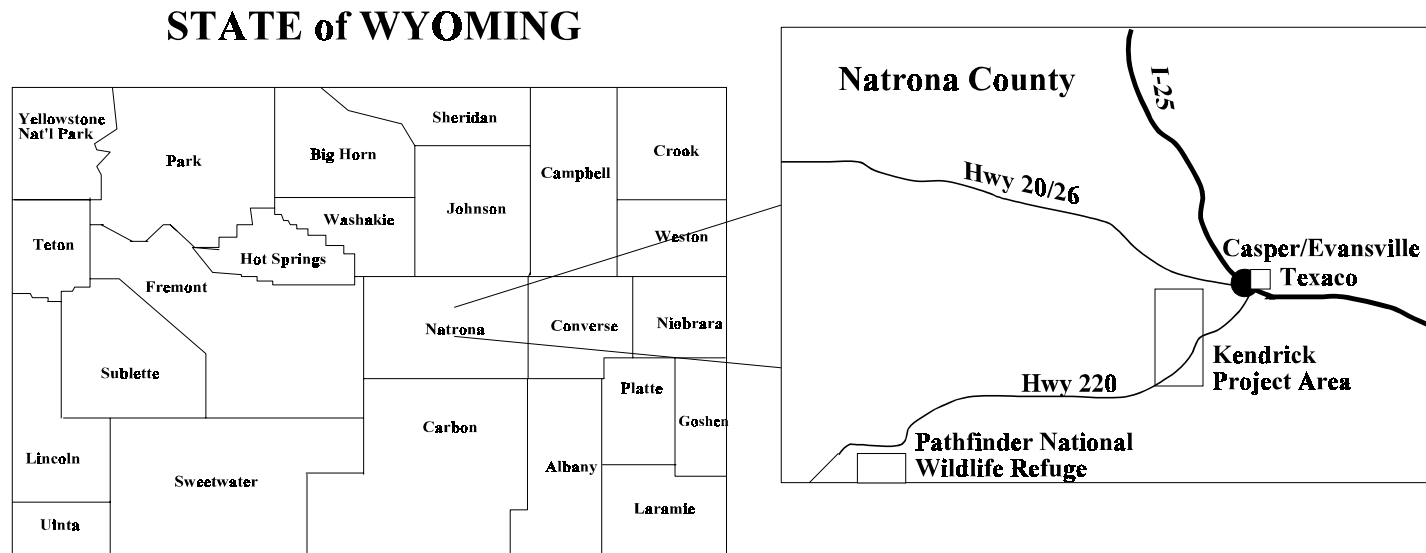 STATE of WYOMING
Yellowstone
Nat'l Park
Park
Big Horn
Sheridan
Campbell
Crook
Teton
Washakie
Johnson
Weston
Hot Springs
Fremont
Natrona
Converse
Niobrara
Sublette
Platte
Goshen
Lincoln
Sweetwater
Carbon
Albany
Laramie
Uinta
Natrona County
I-25
Hwy 20/26
Casper/Evansville
Texaco
Kendrick
Project Area
Hwy 220
Pathfinder National
Wildlife Refuge